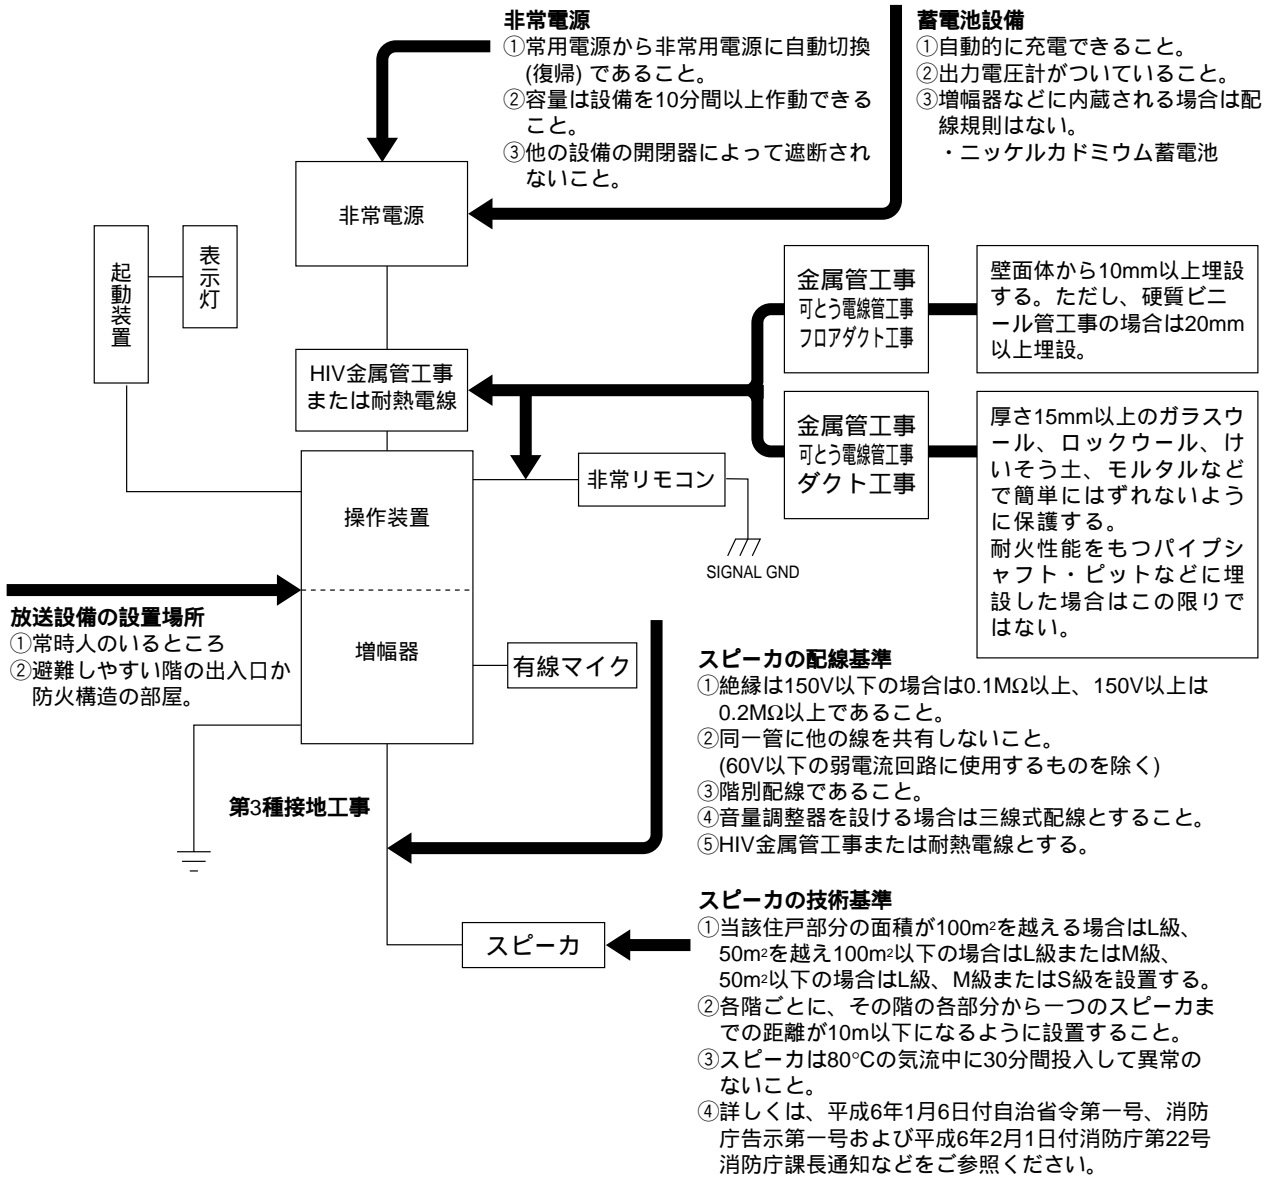 非常電源
①常用電源から非常用電源に自動切換
(復帰) であること。
②容量は設備を10分間以上作動できる
こと。
③他の設備の開閉器によって遮断され
ないこと。
蓄電池設備
①自動的に充電できること。
②出力電圧計がついていること。
③増幅器などに内蔵される場合は配
線規則はない。
・ニッケルカドミウム蓄電池
非常電源
起動装置
表示灯
HIV金属管工事
または耐熱電線
金属管工事
可とう電線管工事
フロアダクト工事
壁面体から10mm以上埋設
する。ただし、硬質ビニ
ール管工事の場合は20mm
以上埋設。
金属管工事
可とう電線管工事
ダクト工事
厚さ15mm以上のガラスウ
ール、ロックウール、け
いそう土、モルタルなど
で簡単にはずれないよう
に保護する。
耐火性能をもつパイプシ
ャフト・ピットなどに埋
設した場合はこの限りで
はない。
操作装置
非常リモコン
SIGNAL GND
放送設備の設置場所
①常時人のいるところ
②避難しやすい階の出入口か
防火構造の部屋。
増幅器
有線マイク
第3種接地工事
スピーカの配線基準
①絶縁は150V以下の場合は0.1MΩ以上、150V以上は
0.2MΩ以上であること。
②同一管に他の線を共有しないこと。
(60V以下の弱電流回路に使用するものを除く)
③階別配線であること。
④音量調整器を設ける場合は三線式配線とすること。
⑤HIV金属管工事または耐熱電線とする。
スピーカ
スピーカの技術基準
①当該住戸部分の面積が100m²を越える場合はL級、
50m²を越え100m²以下の場合はL級またはM級、
50m²以下の場合はL級、M級またはS級を設置する。
②各階ごとに、その階の各部分から一つのスピーカま
での距離が10m以下になるように設置すること。
③スピーカは80°Cの気流中に30分間投入して異常の
ないこと。
④詳しくは、平成6年1月6日付自治省令第一号、消防
庁告示第一号および平成6年2月1日付消防庁第22号
消防庁課長通知などをご参照ください。